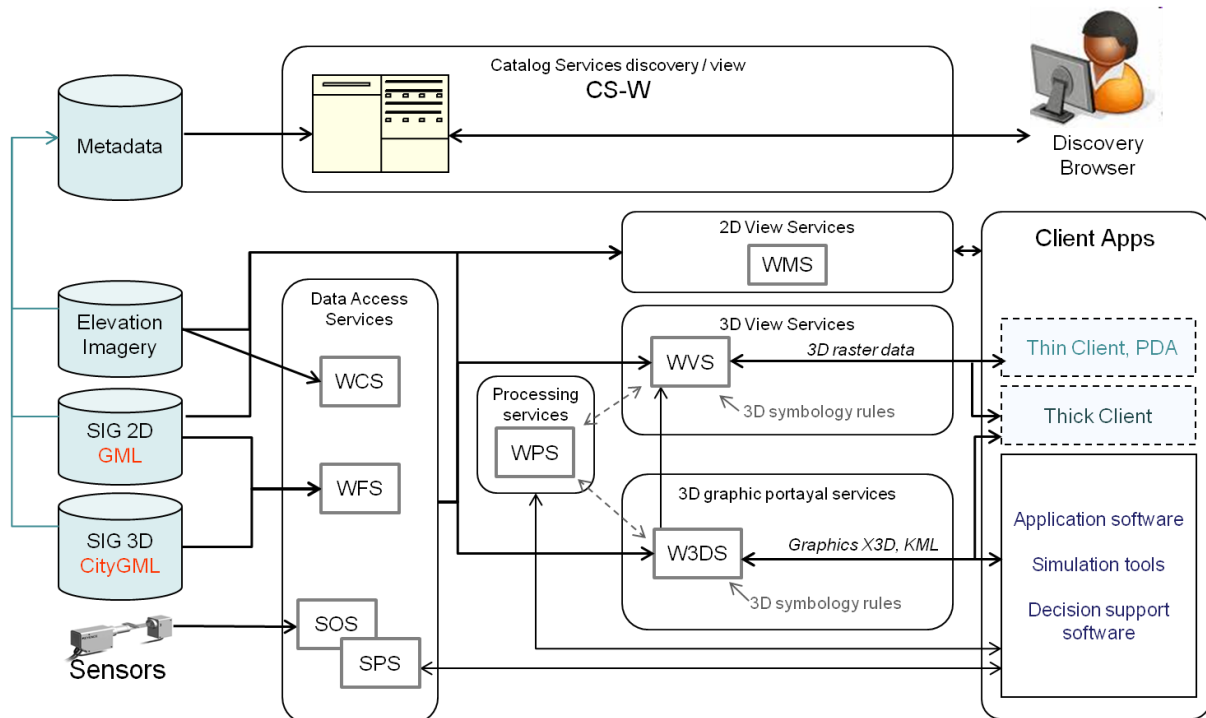 Catalog Services discovery / view
CS-W
Metadata
Discovery
Browser
2D View Services
WMS
Client Apps
Elevation
Imagery
Data Access
Services
3D View Services
WVS
3D raster data
Thin Client, PDA
WCS
Processing
services
3D symbology rules
Thick Client
SIG 2D
GML
WPS
WFS
3D graphic portayal services
SIG 3D
CityGML
W3DS
Graphics X3D, KML
Application software
Simulation tools
3D symbology rules
Decision support
software
SOS
SPS
Sensors